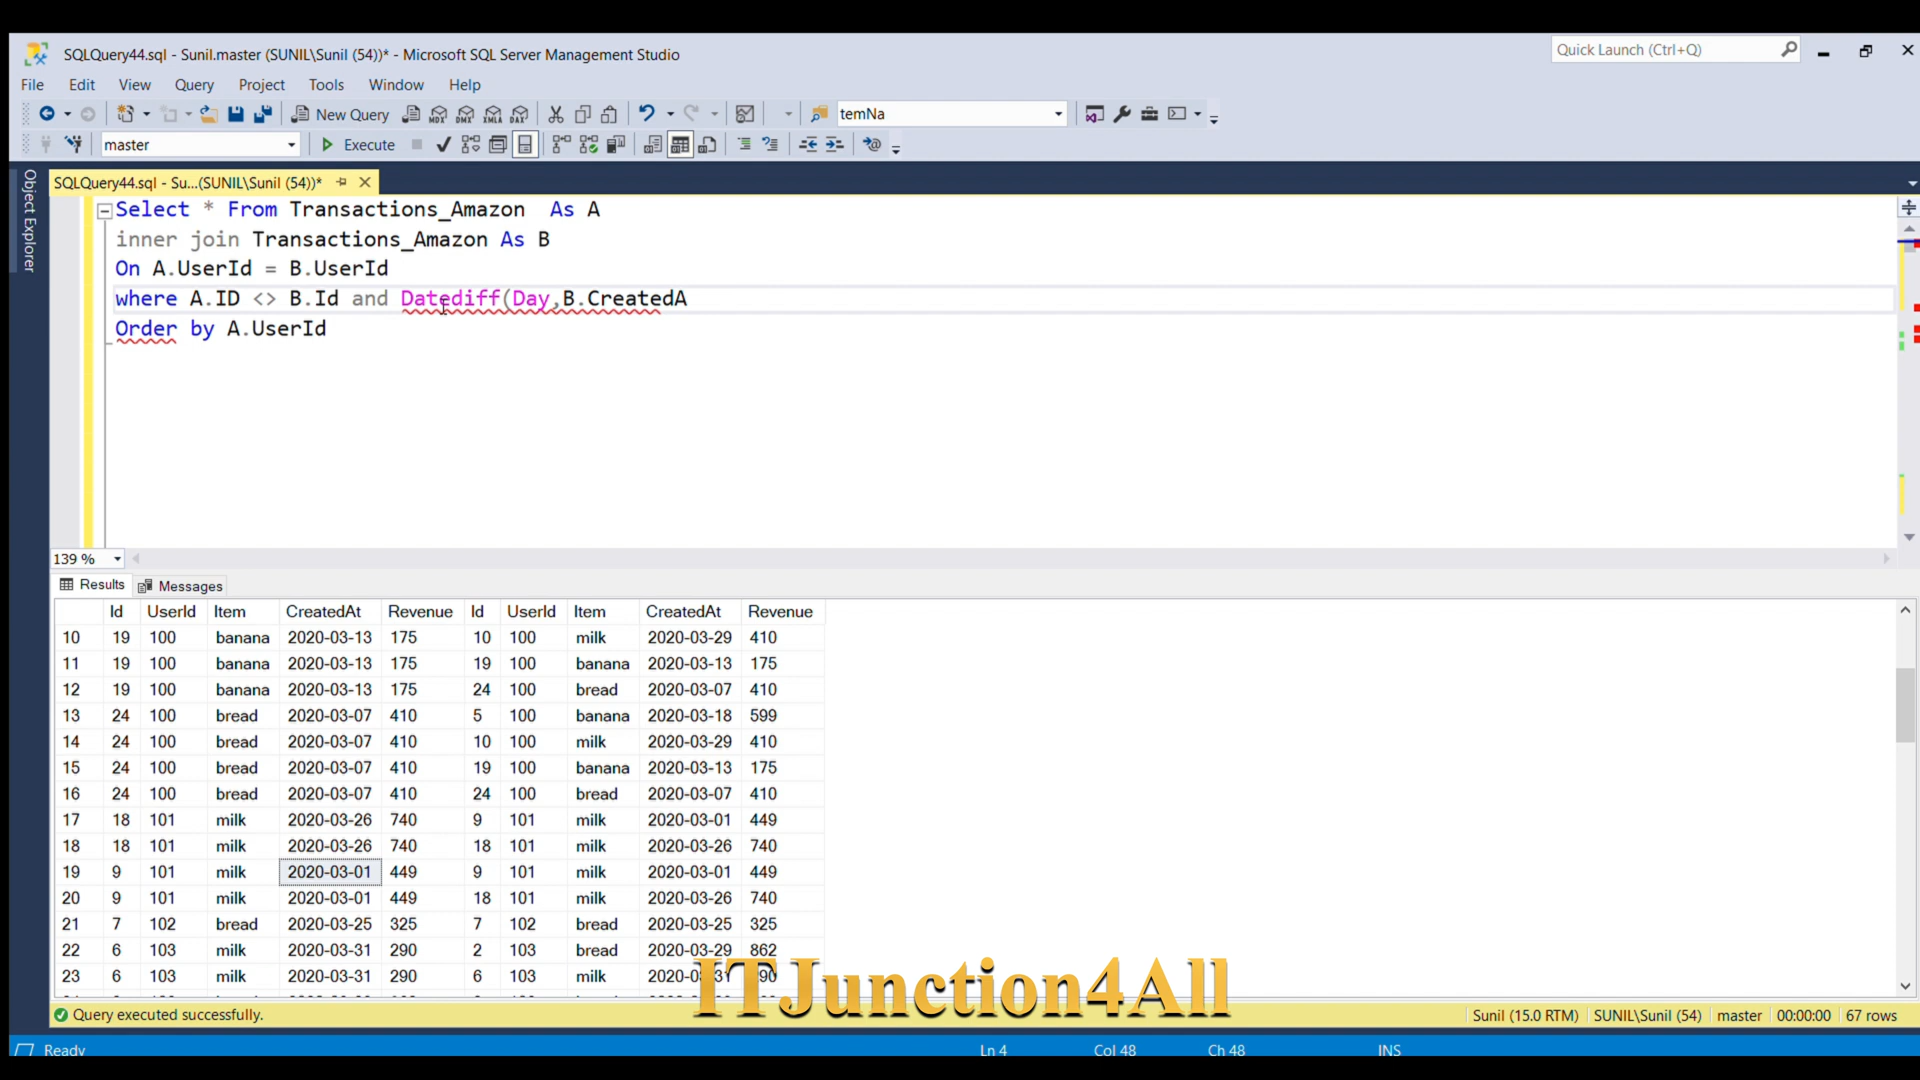 SQLQuery44.sql - Sunil.master (SUNIL\Sunil (54))* - Microsoft SQL Server Management Studio
Quick Launch (Ctrl+Q)
File Edit View Query Project Tools Window Help
New Query MDX DMX XMLA DAX temNa
master Execute
Object Explorer
SQLQuery44.sql - Su...(SUNIL\Sunil (54))*
Select * From Transactions_Amazon As A
inner join Transactions_Amazon As B
On A.UserId = B.UserId
where A.ID <> B.Id and Datediff(Day,B.CreatedA
Order by A.UserId
139 %
Results Messages
Id UserId Item CreatedAt Revenue Id UserId Item CreatedAt Revenue
10 19 100 banana 2020-03-13 175 10 100 milk 2020-03-29 410
11 19 100 banana 2020-03-13 175 19 100 banana 2020-03-13 175
12 19 100 banana 2020-03-13 175 24 100 bread 2020-03-07 410
13 24 100 bread 2020-03-07 410 5 100 banana 2020-03-18 599
14 24 100 bread 2020-03-07 410 10 100 milk 2020-03-29 410
15 24 100 bread 2020-03-07 410 19 100 banana 2020-03-13 175
16 24 100 bread 2020-03-07 410 24 100 bread 2020-03-07 410
17 18 101 milk 2020-03-26 740 9 101 milk 2020-03-01 449
18 18 101 milk 2020-03-26 740 18 101 milk 2020-03-26 740
19 9 101 milk 2020-03-01 449 9 101 milk 2020-03-01 449
20 9 101 milk 2020-03-01 449 18 101 milk 2020-03-26 740
21 7 102 bread 2020-03-25 325 7 102 bread 2020-03-25 325
22 6 103 milk 2020-03-31 290 2 103 bread 2020-03-29 862
23 6 103 milk 2020-03-31 290 6 103 milk
ITJunction4All
Query executed successfully.
Sunil (15.0 RTM) SUNIL\Sunil (54) master 00:00:00 67 rows
Ready Ln 4 Col 48 Ch 48 INS